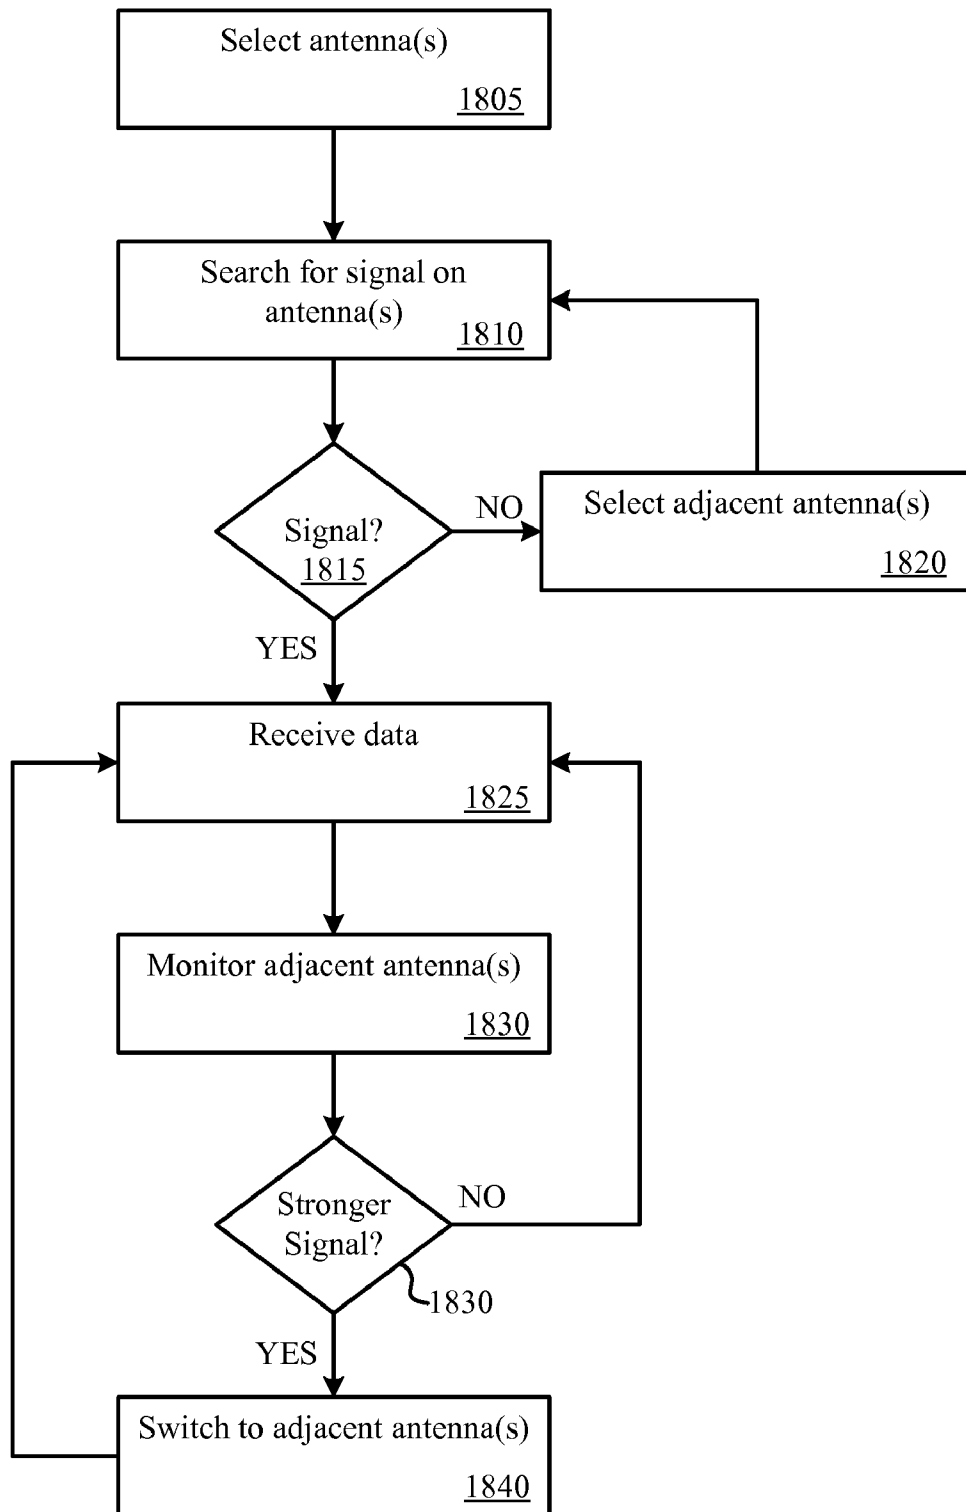 Select antenna(s)
1805
Search for signal on
antenna(s)
1810
Signal?
1815
NO
Select adjacent antenna(s)
1820
YES
Receive data
1825
Monitor adjacent antenna(s)
1830
Stronger
Signal?
NO
1830
YES
Switch to adjacent antenna(s)
1840